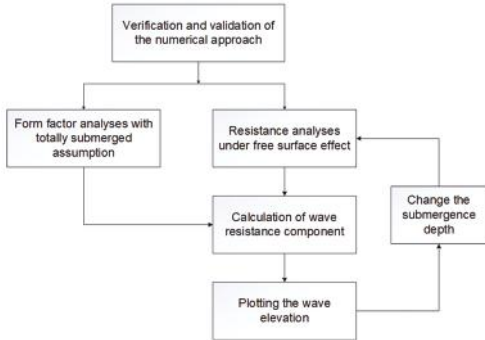 Verification and validation of
the numerical approach
Form factor analyses with
totally submerged
assumption
Resistance analyses
under free surface effect
Calculation of wave
resistance component
Change the
submergence
depth
Plotting the wave
elevation